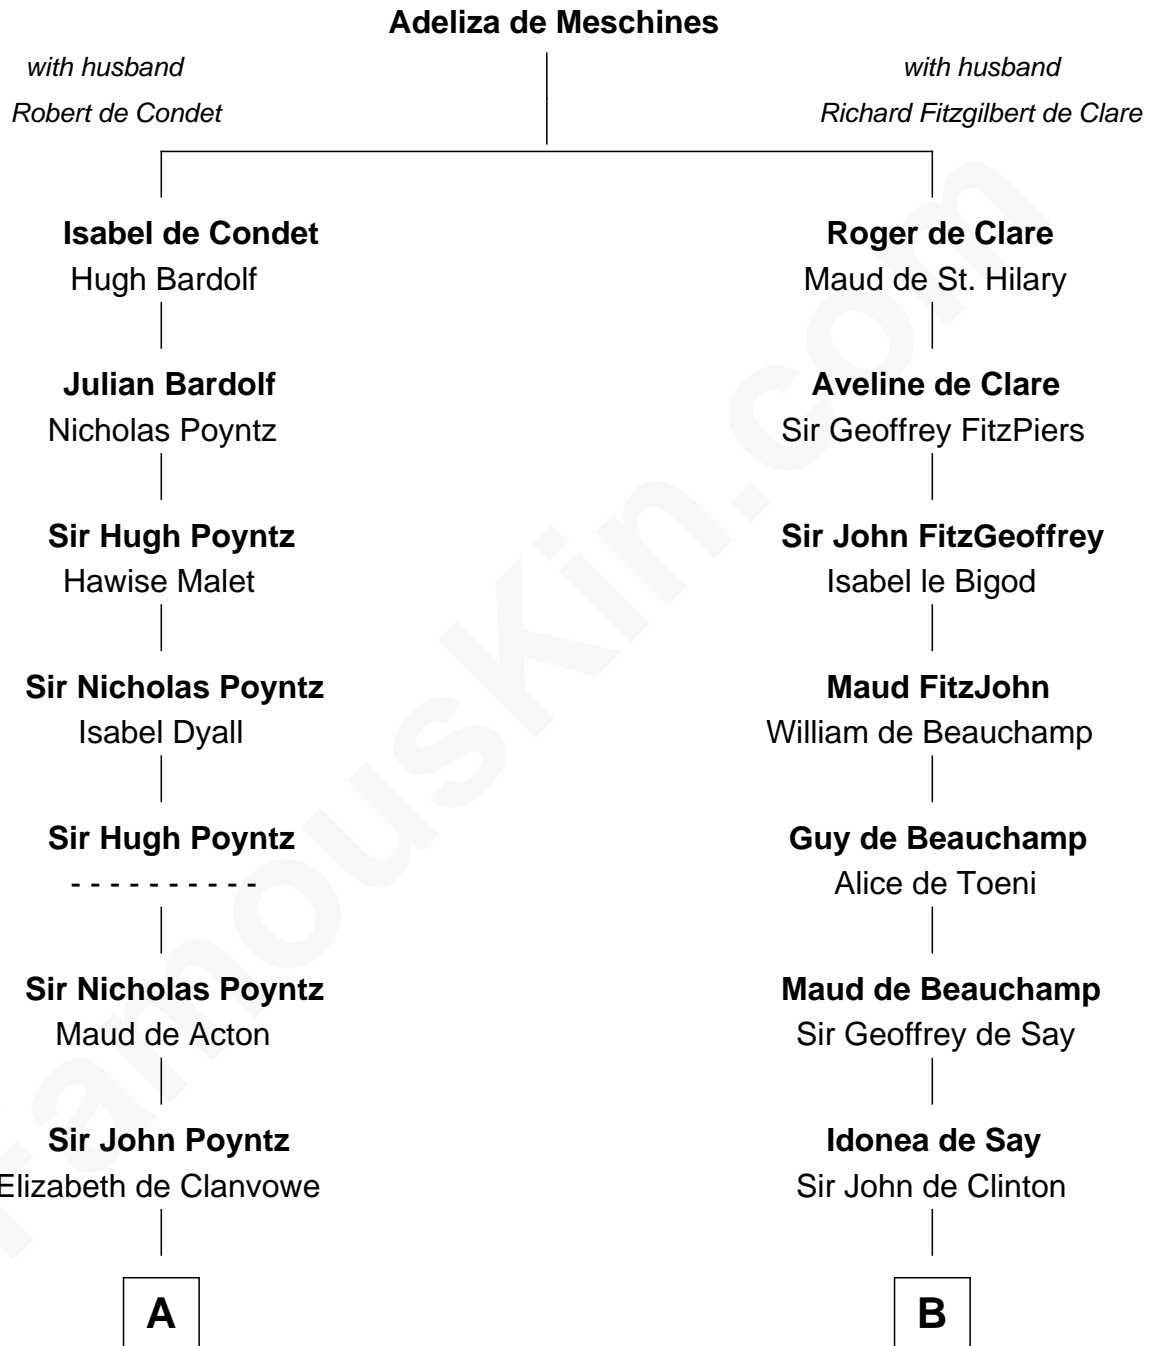 Adeliza de Meschines
with husband
Robert de Condet
with husband
Richard Fitzgilbert de Clare
Isabel de Condet
Hugh Bardolf
Roger de Clare
Maud de St. Hilary
Julian Bardolf
Nicholas Poyntz
Aveline de Clare
Sir Geoffrey FitzPiers
Sir Hugh Poyntz
Hawise Malet
Sir John FitzGeoffrey
Isabel le Bigod
Sir Nicholas Poyntz
Isabel Dyall
Maud FitzJohn
William de Beauchamp
Sir Hugh Poyntz
- - - - - - - - - -
Guy de Beauchamp
Alice de Toeni
Sir Nicholas Poyntz
Maud de Acton
Maud de Beauchamp
Sir Geoffrey de Say
Sir John Poyntz
Elizabeth de Clanvowe
Idonea de Say
Sir John de Clinton
A
B
FamousKin.com